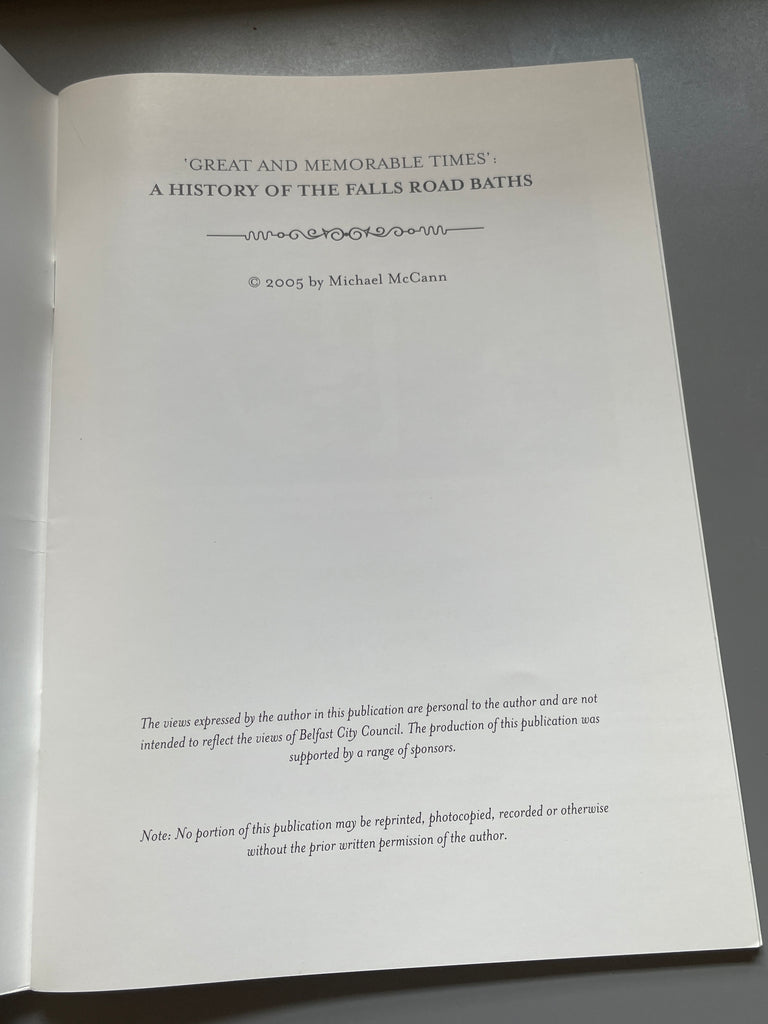 'GREAT AND MEMORABLE TIMES':
A HISTORY OF THE FALLS ROAD BATHS
© 2005 by Michael McCann
The views expressed by the author in this publication are personal to the author and are not
intended to reflect the views of Belfast City Council. The production of this publication was
supported by a range of sponsors.
Note: No portion of this publication may be reprinted, photocopied, recorded or otherwise
without the prior written permission of the author.